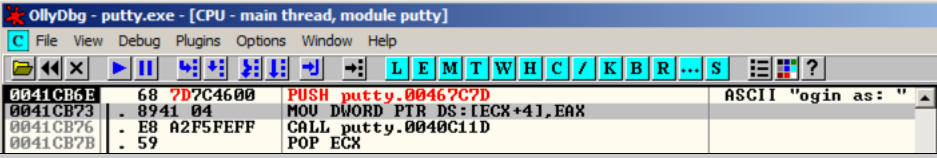 OllyDbg - putty.exe - [CPU - main thread, module putty]
C File View Debug Plugins Options Window Help
L E M T W H C / K B R ... S ?
0041CB6E 68 7D7C4600 PUSH putty.00467C7D ASCII "ogin as: "
0041CB73 . 8941 04 MOV DWORD PTR DS:[ECX+4],EAX
0041CB76 . E8 A2F5FEFF CALL putty.0040C11D
0041CB7B . 59 POP ECX